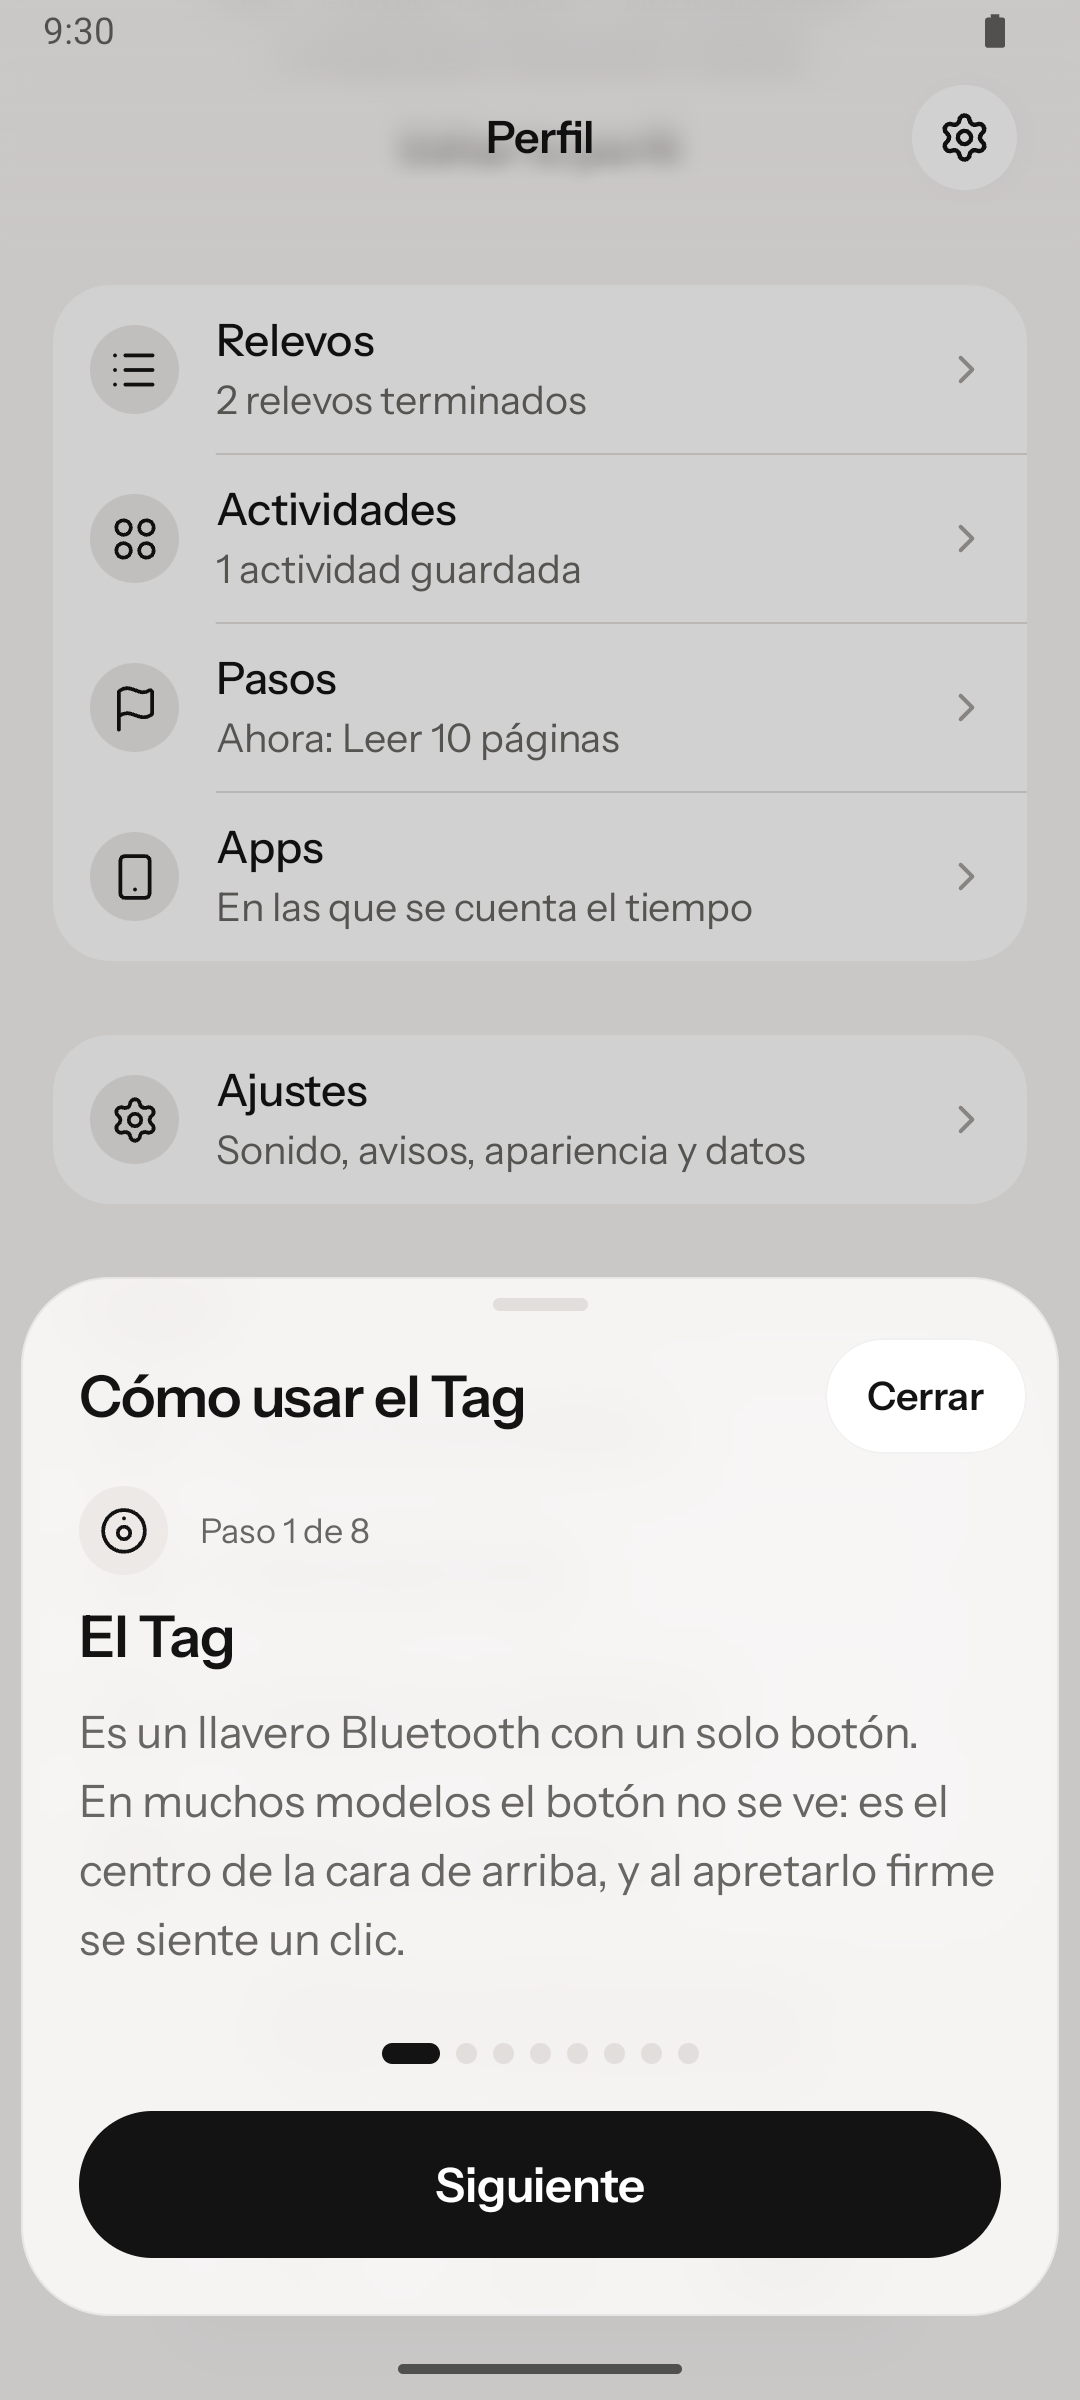 9:30
Perfil
Relevos
2 relevos terminados
Actividades
1 actividad guardada
Pasos
Ahora: Leer 10 páginas
Apps
En las que se cuenta el tiempo
Ajustes
Sonido, avisos, apariencia y datos
Cómo usar el Tag
Cerrar
Paso 1 de 8
El Tag
Es un llavero Bluetooth con un solo botón.
En muchos modelos el botón no se ve: es el
centro de la cara de arriba, y al apretarlo firme
se siente un clic.
Siguiente